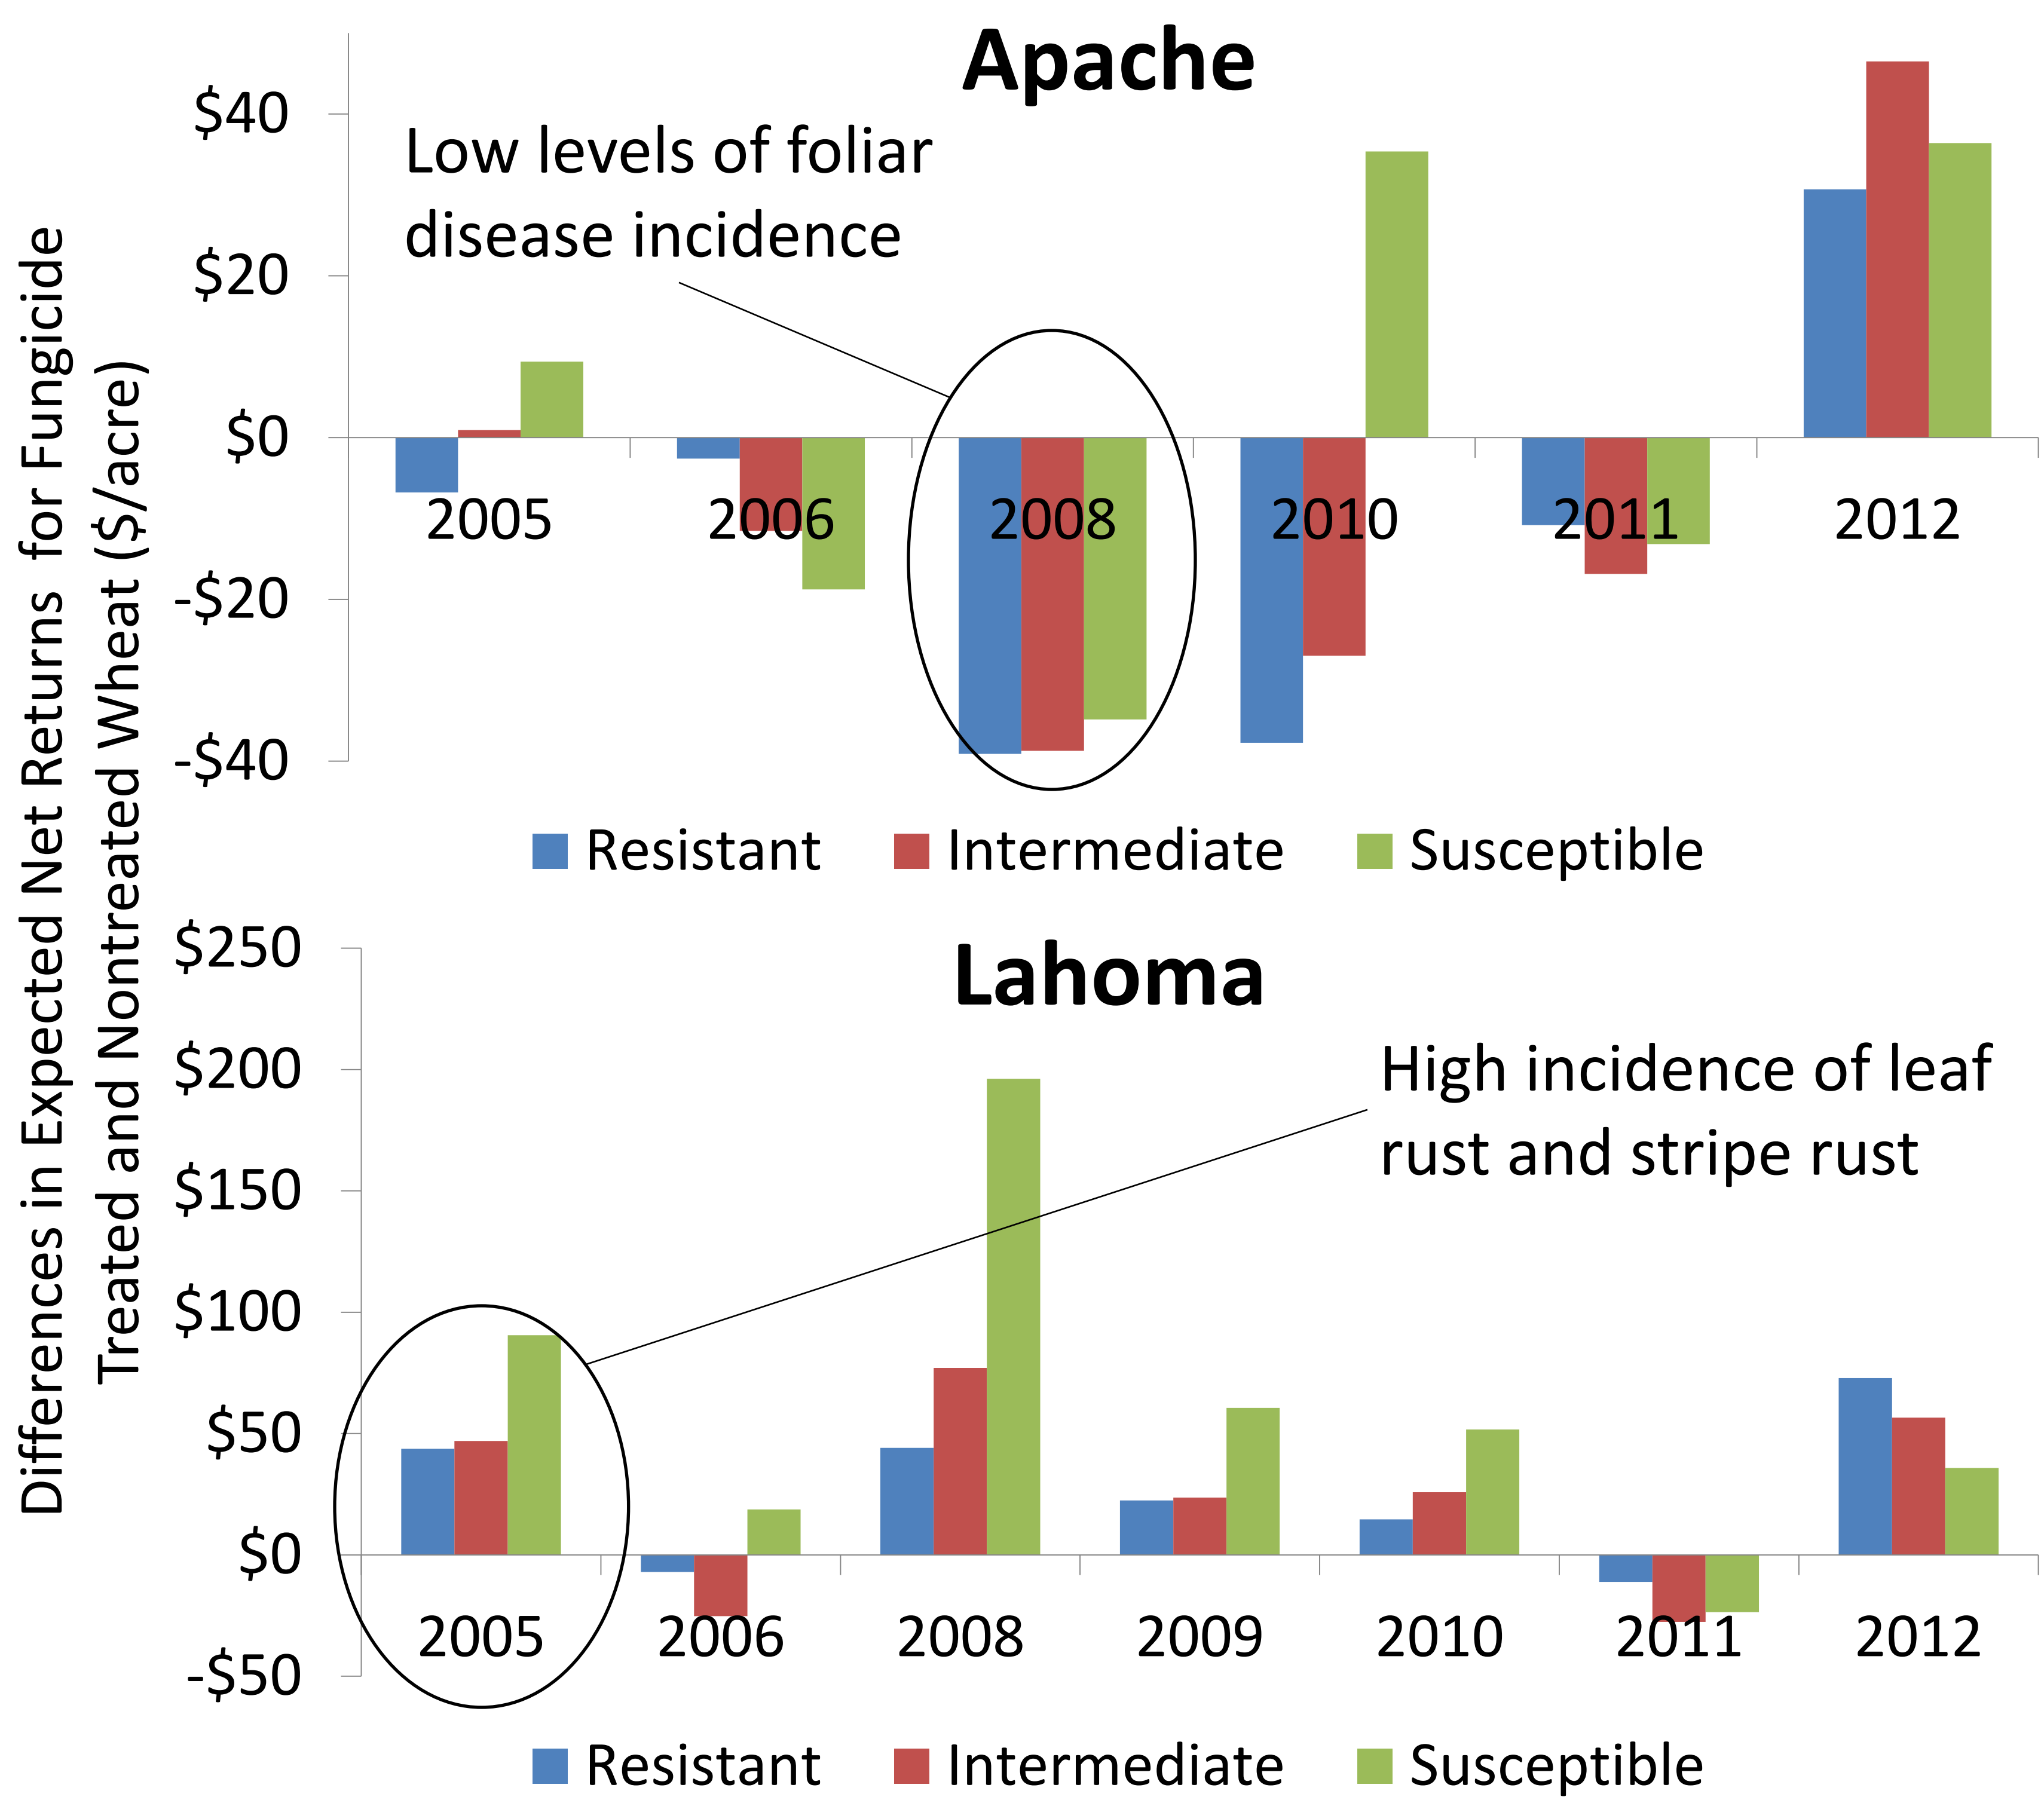 Differences in Expected Net Returns for Fungicide
Treated and Nontreated Wheat ($/acre)
Apache
Low levels of foliar
disease incidence
$40
$20
$0
-$20
-$40
2005 2006 2008 2010 2011 2012
Resistant Intermediate Susceptible
Lahoma
High incidence of leaf
rust and stripe rust
$250
$200
$150
$100
$50
$0
-$50
2005 2006 2008 2009 2010 2011 2012
Resistant Intermediate Susceptible